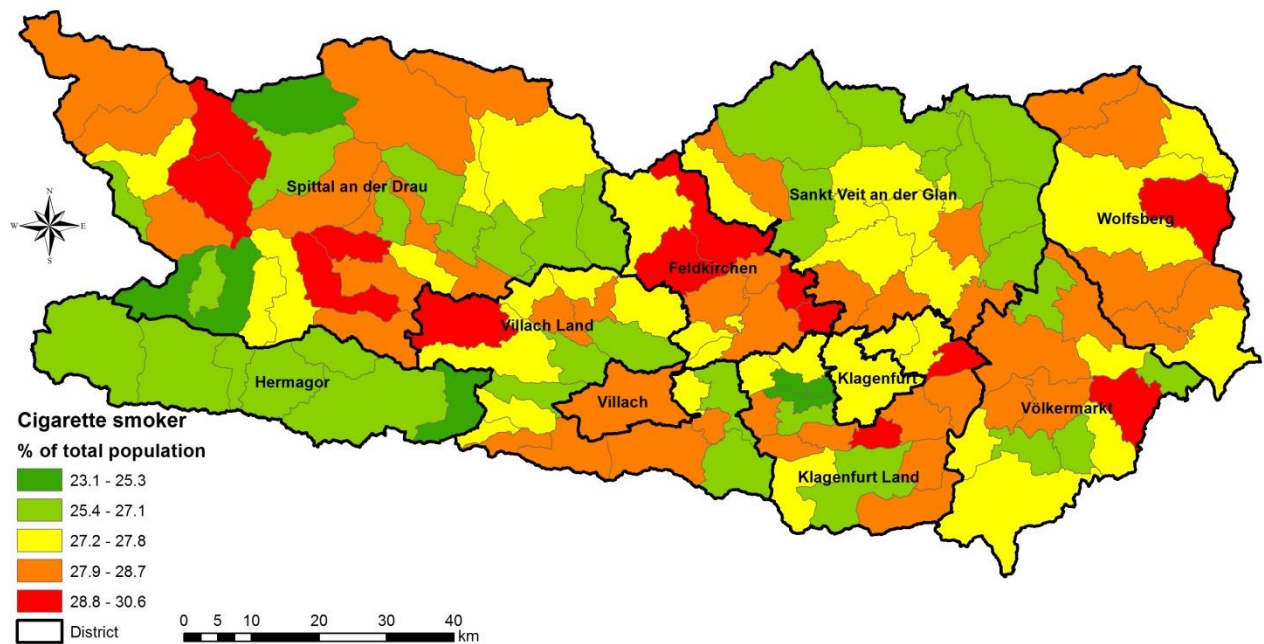 N
W E
S
Spittal an der Drau
Sankt Veit an der Glan
Wolfsberg
Feldkirchen
Villach Land
Hermagor
Villach
Klagenfurt
Völkermarkt
Klagenfurt Land
Cigarette smoker
% of total population
23.1 - 25.3
25.4 - 27.1
27.2 - 27.8
27.9 - 28.7
28.8 - 30.6
District
0 5 10 20 30 40
km